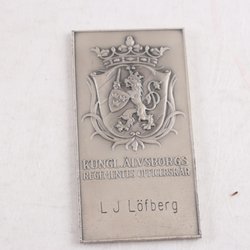 KUNGL. ÄLVSBORGS
REGEMENTES OFFICERSKÅR
L J Löfberg